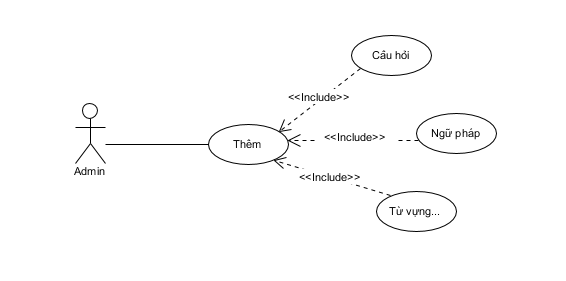 Câu hỏi
<<Include>>
<<Include>>
Ngữ pháp
Thêm
Admin
<<Include>>
Từ vựng...